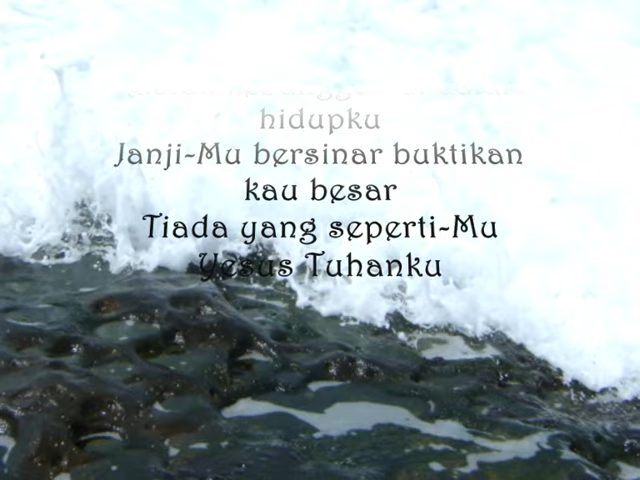 hidupku
Janji-Mu bersinar buktikan
kau besar
Tiada yang seperti-Mu
Yesus Tuhanku